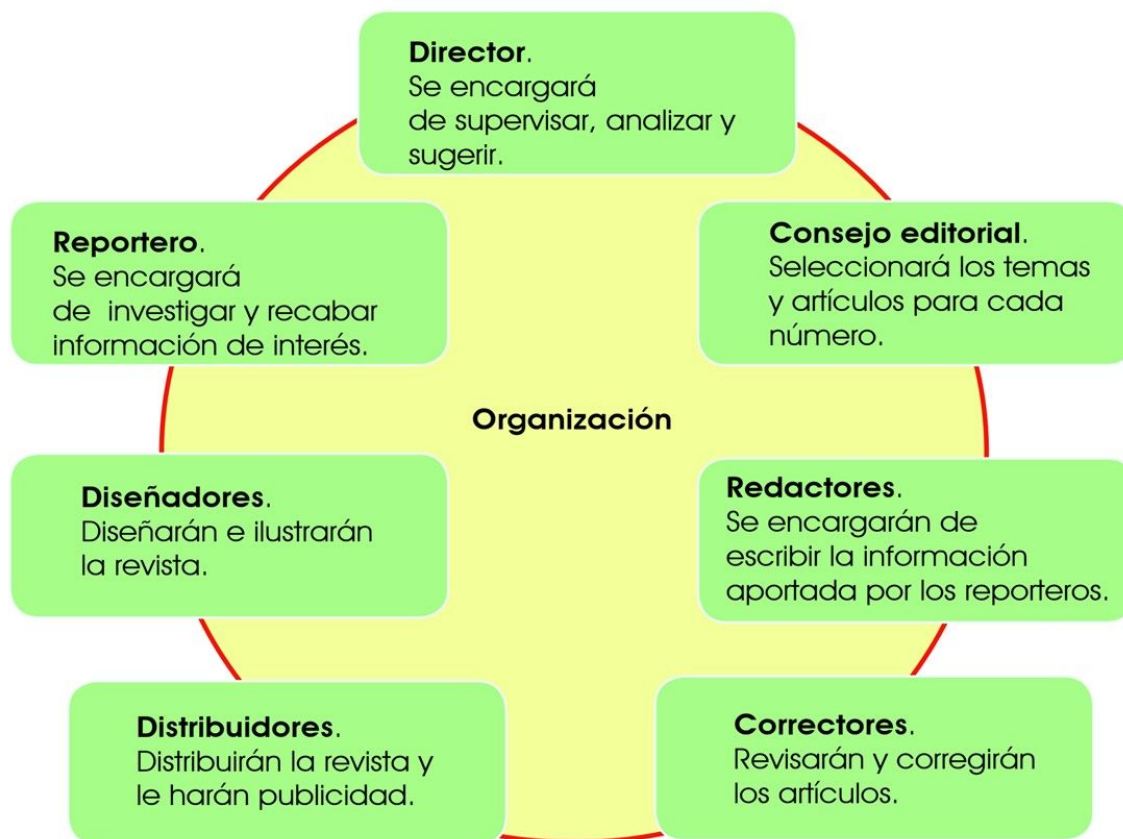 Director.
Se encargará
de supervisar, analizar y
sugerir.
Reportero.
Se encargará
de investigar y recabar
información de interés.
Consejo editorial.
Seleccionará los temas
y artículos para cada
número.
Organización
Diseñadores.
Diseñarán e ilustrarán
la revista.
Redactores.
Se encargarán de
escribir la información
aportada por los reporteros.
Distribuidores.
Distribuirán la revista y
le harán publicidad.
Correctores.
Revisarán y corregirán
los artículos.